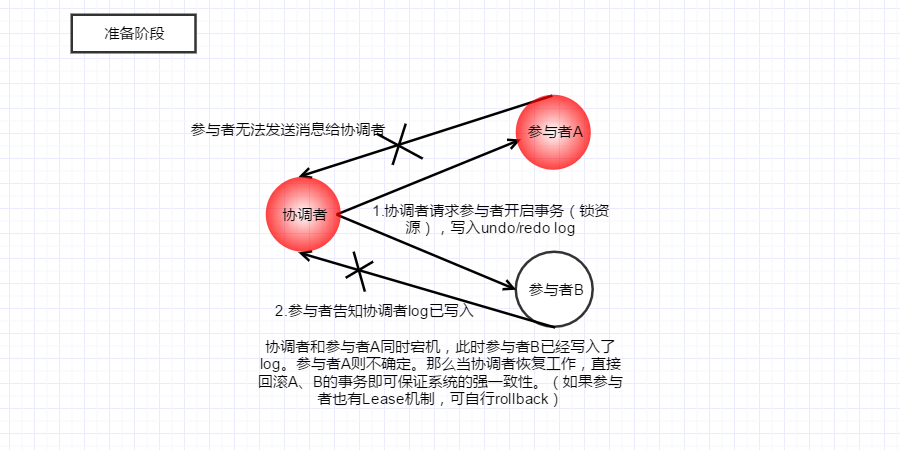 准备阶段
参与者无法发送消息给协调者
参与者A
协调者
1.协调者请求参与者开启事务（锁资
源），写入undo/redo log
参与者B
2.参与者告知协调者log已写入
协调者和参与者A同时宕机，此时参与者B已经写入了
log。参与者A则不确定。那么当协调者恢复工作，直接
回滚A、B的事务即可保证系统的强一致性。（如果参与
者也有Lease机制，可自行rollback）